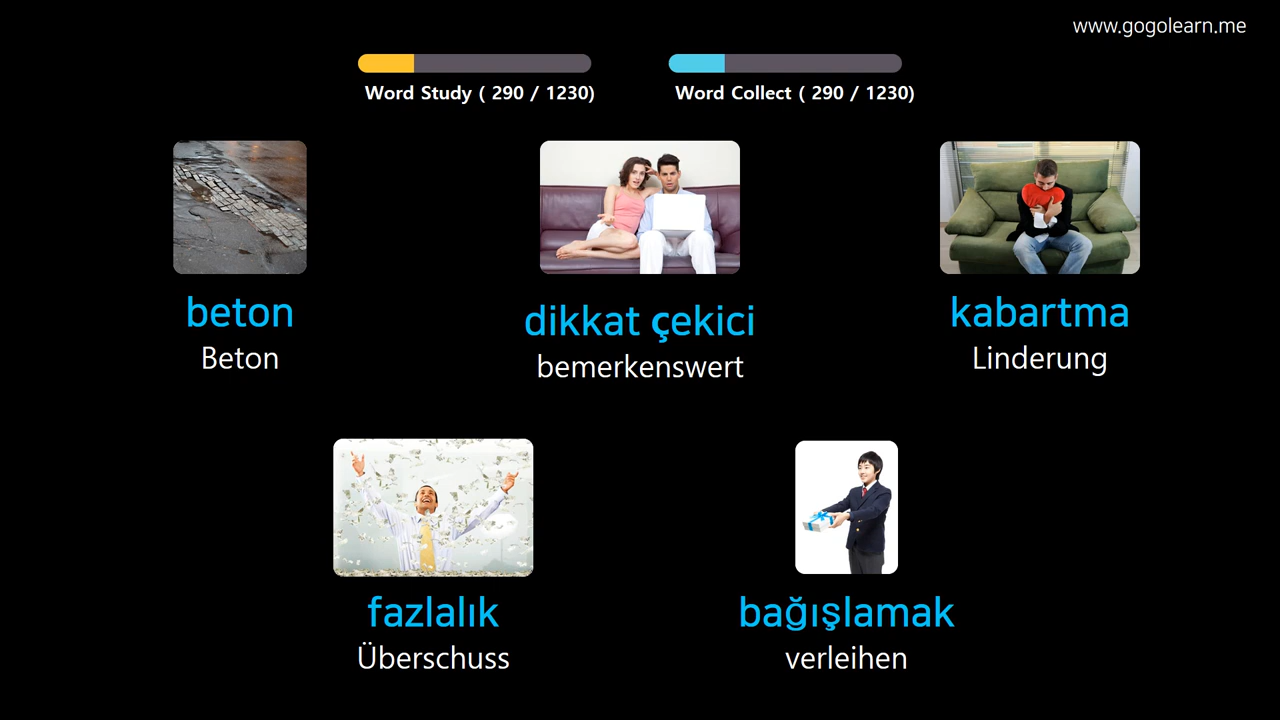 www.gogolearn.me
Word Study ( 290 / 1230)
Word Collect ( 290 / 1230)
beton
Beton
dikkat çekici
bemerkenswert
kabartma
Linderung
fazlalık
Überschuss
bağışlamak
verleihen